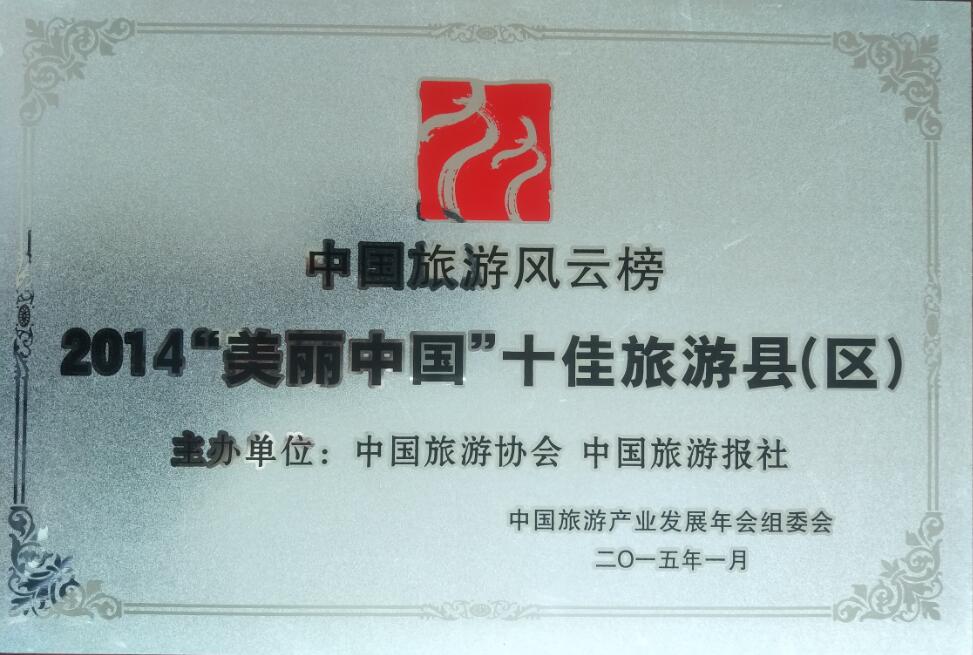 中国旅游风云榜
2014“美丽中国”十佳旅游县(区)
主办单位：中国旅游协会 中国旅游报社
中国旅游产业发展年会组委会
二〇一五年一月